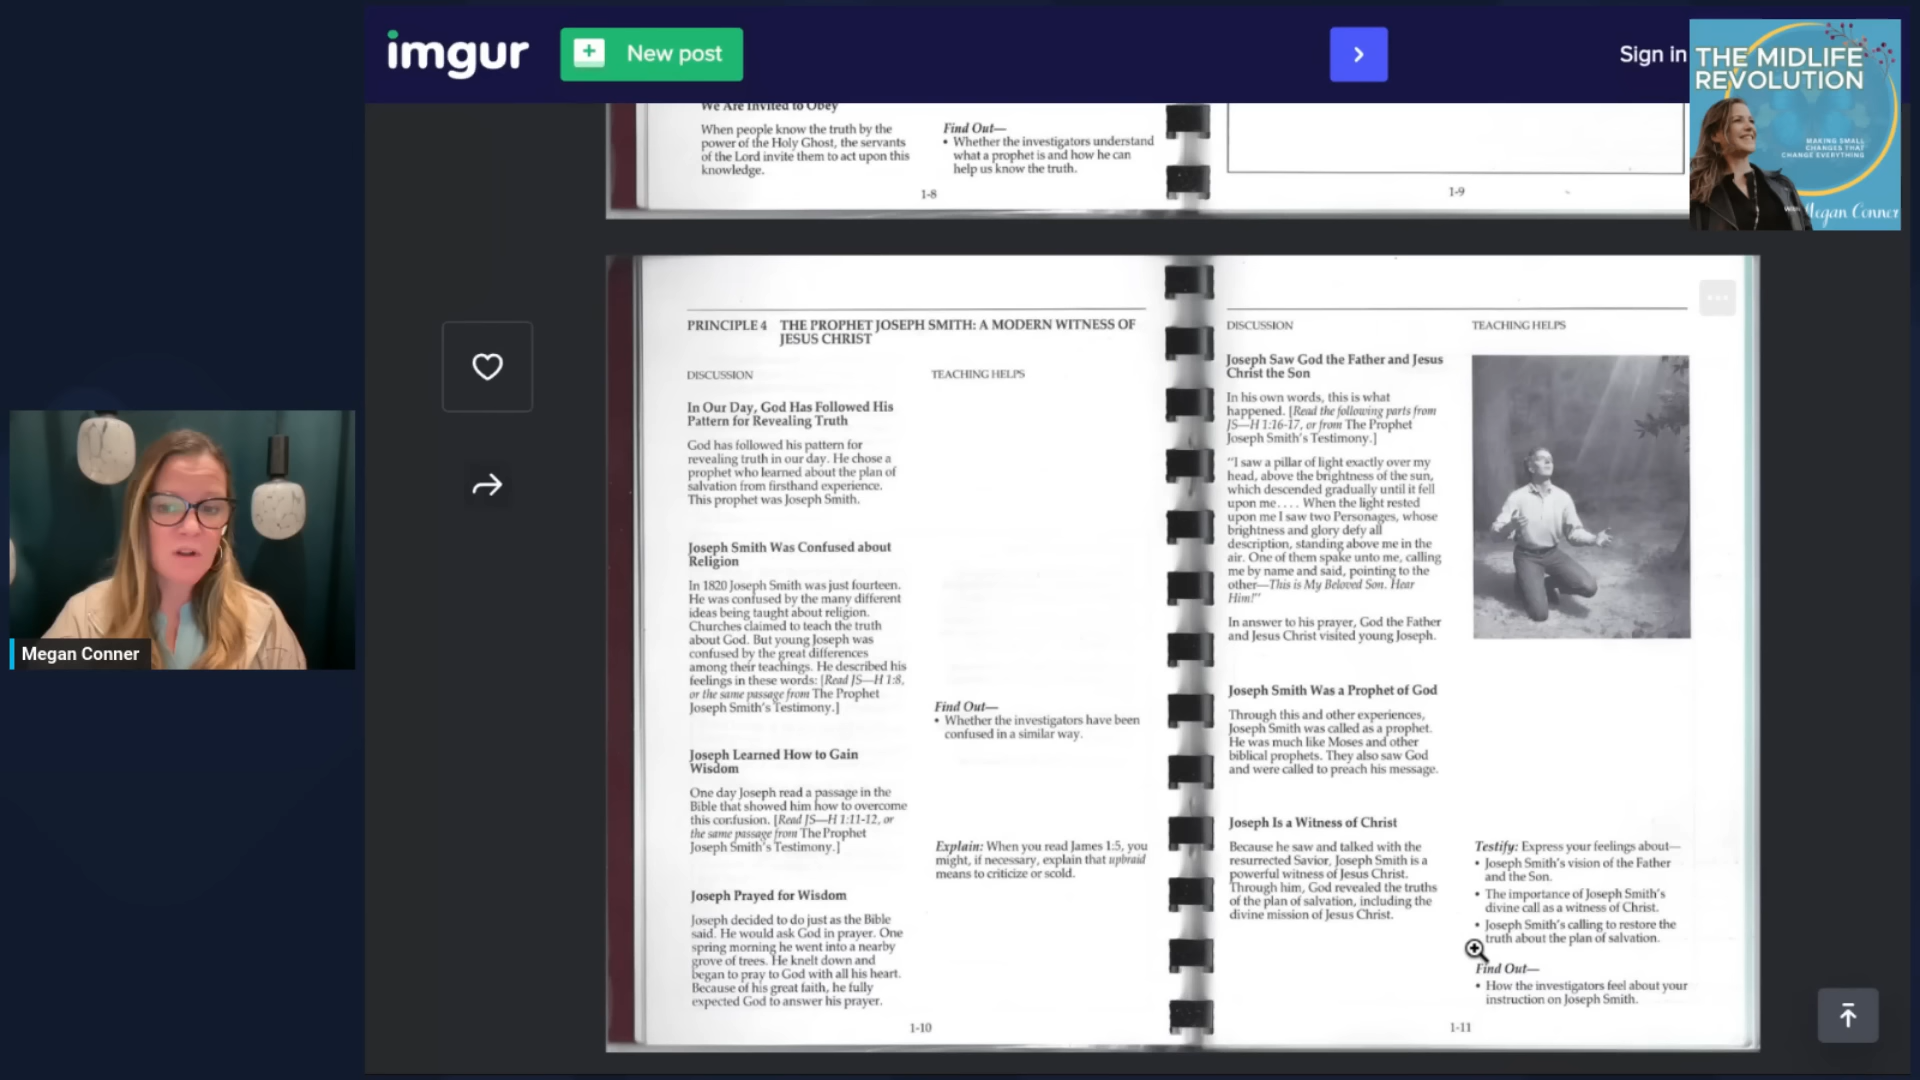 imgur
New post
Sign in
THE MIDLIFE
REVOLUTION
MAKING SMALL
CHANGES THAT
CHANGE EVERYTHING
with Megan Conner
Megan Conner
We Are Invited to Obey
When people know the truth by the
power of the Holy Ghost, the servants
of the Lord invite them to act upon this
knowledge.
Find Out—
• Whether the investigators understand
what a prophet is and how he can
help us know the truth.
1-8
1-9
PRINCIPLE 4 THE PROPHET JOSEPH SMITH: A MODERN WITNESS OF
JESUS CHRIST
DISCUSSION
TEACHING HELPS
In Our Day, God Has Followed His
Pattern for Revealing Truth
God has followed his pattern for
revealing truth in our day. He chose a
prophet who learned about the plan of
salvation from firsthand experience.
This prophet was Joseph Smith.
Joseph Smith Was Confused about
Religion
In 1820 Joseph Smith was just fourteen.
He was confused by the many different
ideas being taught about religion.
Churches claimed to teach the truth
about God. But young Joseph was
confused by the great differences
among their teachings. He described his
feelings in these words: [Read JS—H 1:8,
or the same passage from The Prophet
Joseph Smith's Testimony.]
Find Out—
• Whether the investigators have been
confused in a similar way.
Joseph Learned How to Gain
Wisdom
One day Joseph read a passage in the
Bible that showed him how to overcome
this confusion. [Read JS—H 1:11-12, or
the same passage from The Prophet
Joseph Smith's Testimony.]
Explain: When you read James 1:5, you
might, if necessary, explain that upbraid
means to criticize or scold.
Joseph Prayed for Wisdom
Joseph decided to do just as the Bible
said. He would ask God in prayer. One
spring morning he went into a nearby
grove of trees. He knelt down and
began to pray to God with all his heart.
Because of his great faith, he fully
expected God to answer his prayer.
1-10
DISCUSSION
TEACHING HELPS
Joseph Saw God the Father and Jesus
Christ the Son
In his own words, this is what
happened. [Read the following parts from
JS—H 1:16-17, or from The Prophet
Joseph Smith's Testimony.]
"I saw a pillar of light exactly over my
head, above the brightness of the sun,
which descended gradually until it fell
upon me. . . . When the light rested
upon me I saw two Personages, whose
brightness and glory defy all
description, standing above me in the
air. One of them spake unto me, calling
me by name and said, pointing to the
other—This is My Beloved Son. Hear
Him!"
In answer to his prayer, God the Father
and Jesus Christ visited young Joseph.
Joseph Smith Was a Prophet of God
Through this and other experiences,
Joseph Smith was called as a prophet.
He was much like Moses and other
biblical prophets. They also saw God
and were called to preach his message.
Joseph Is a Witness of Christ
Because he saw and talked with the
resurrected Savior, Joseph Smith is a
powerful witness of Jesus Christ.
Through him, God revealed the truths
of the plan of salvation, including the
divine mission of Jesus Christ.
Testify: Express your feelings about—
• Joseph Smith's vision of the Father
and the Son.
• The importance of Joseph Smith's
divine call as a witness of Christ.
• Joseph Smith's calling to restore the
truth about the plan of salvation.
Find Out—
• How the investigators feel about your
instruction on Joseph Smith.
1-11